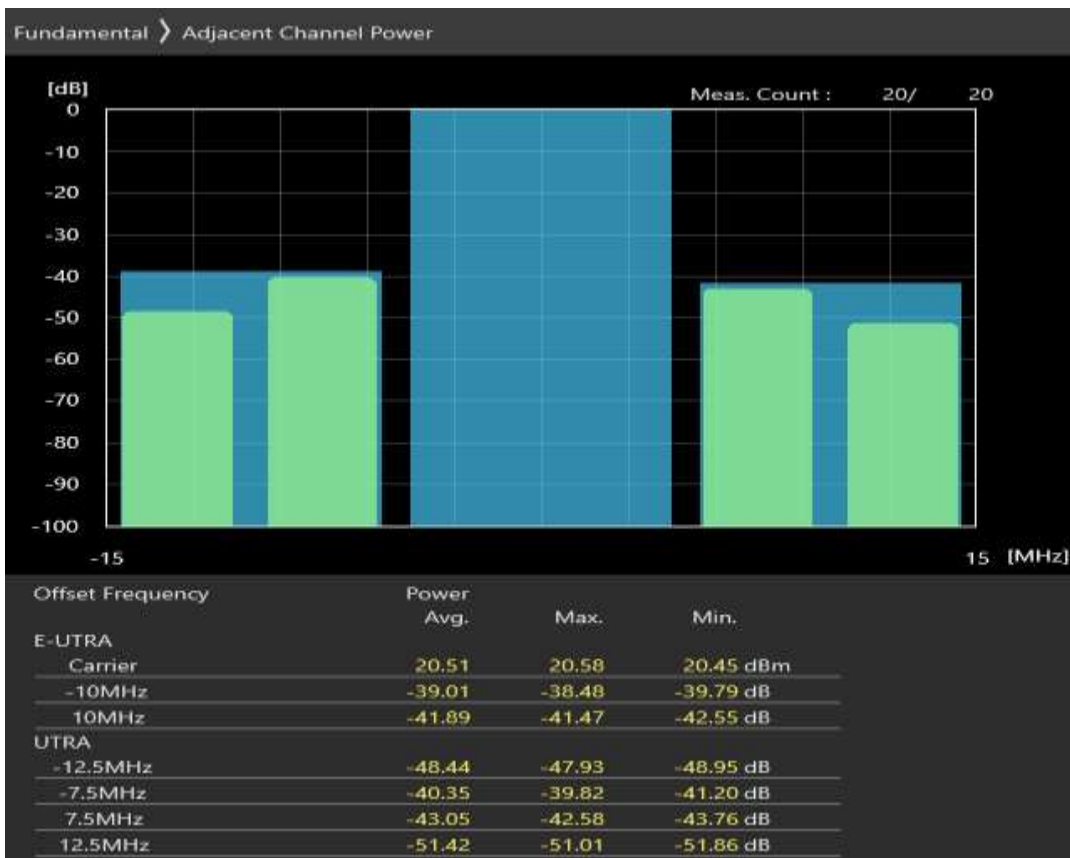 Fundamental ❯ Adjacent Channel Power
[dB]
Meas. Count : 20/ 20
0
-10
-20
-30
-40
-50
-60
-70
-80
-90
-100
-15 15 [MHz]
Offset Frequency Power
Avg. Max. Min.
E-UTRA
Carrier 20.51 20.58 20.45 dBm
-10MHz -39.01 -38.48 -39.79 dB
10MHz -41.89 -41.47 -42.55 dB
UTRA
-12.5MHz -48.44 -47.93 -48.95 dB
-7.5MHz -40.35 -39.82 -41.20 dB
7.5MHz -43.05 -42.58 -43.76 dB
12.5MHz -51.42 -51.01 -51.86 dB